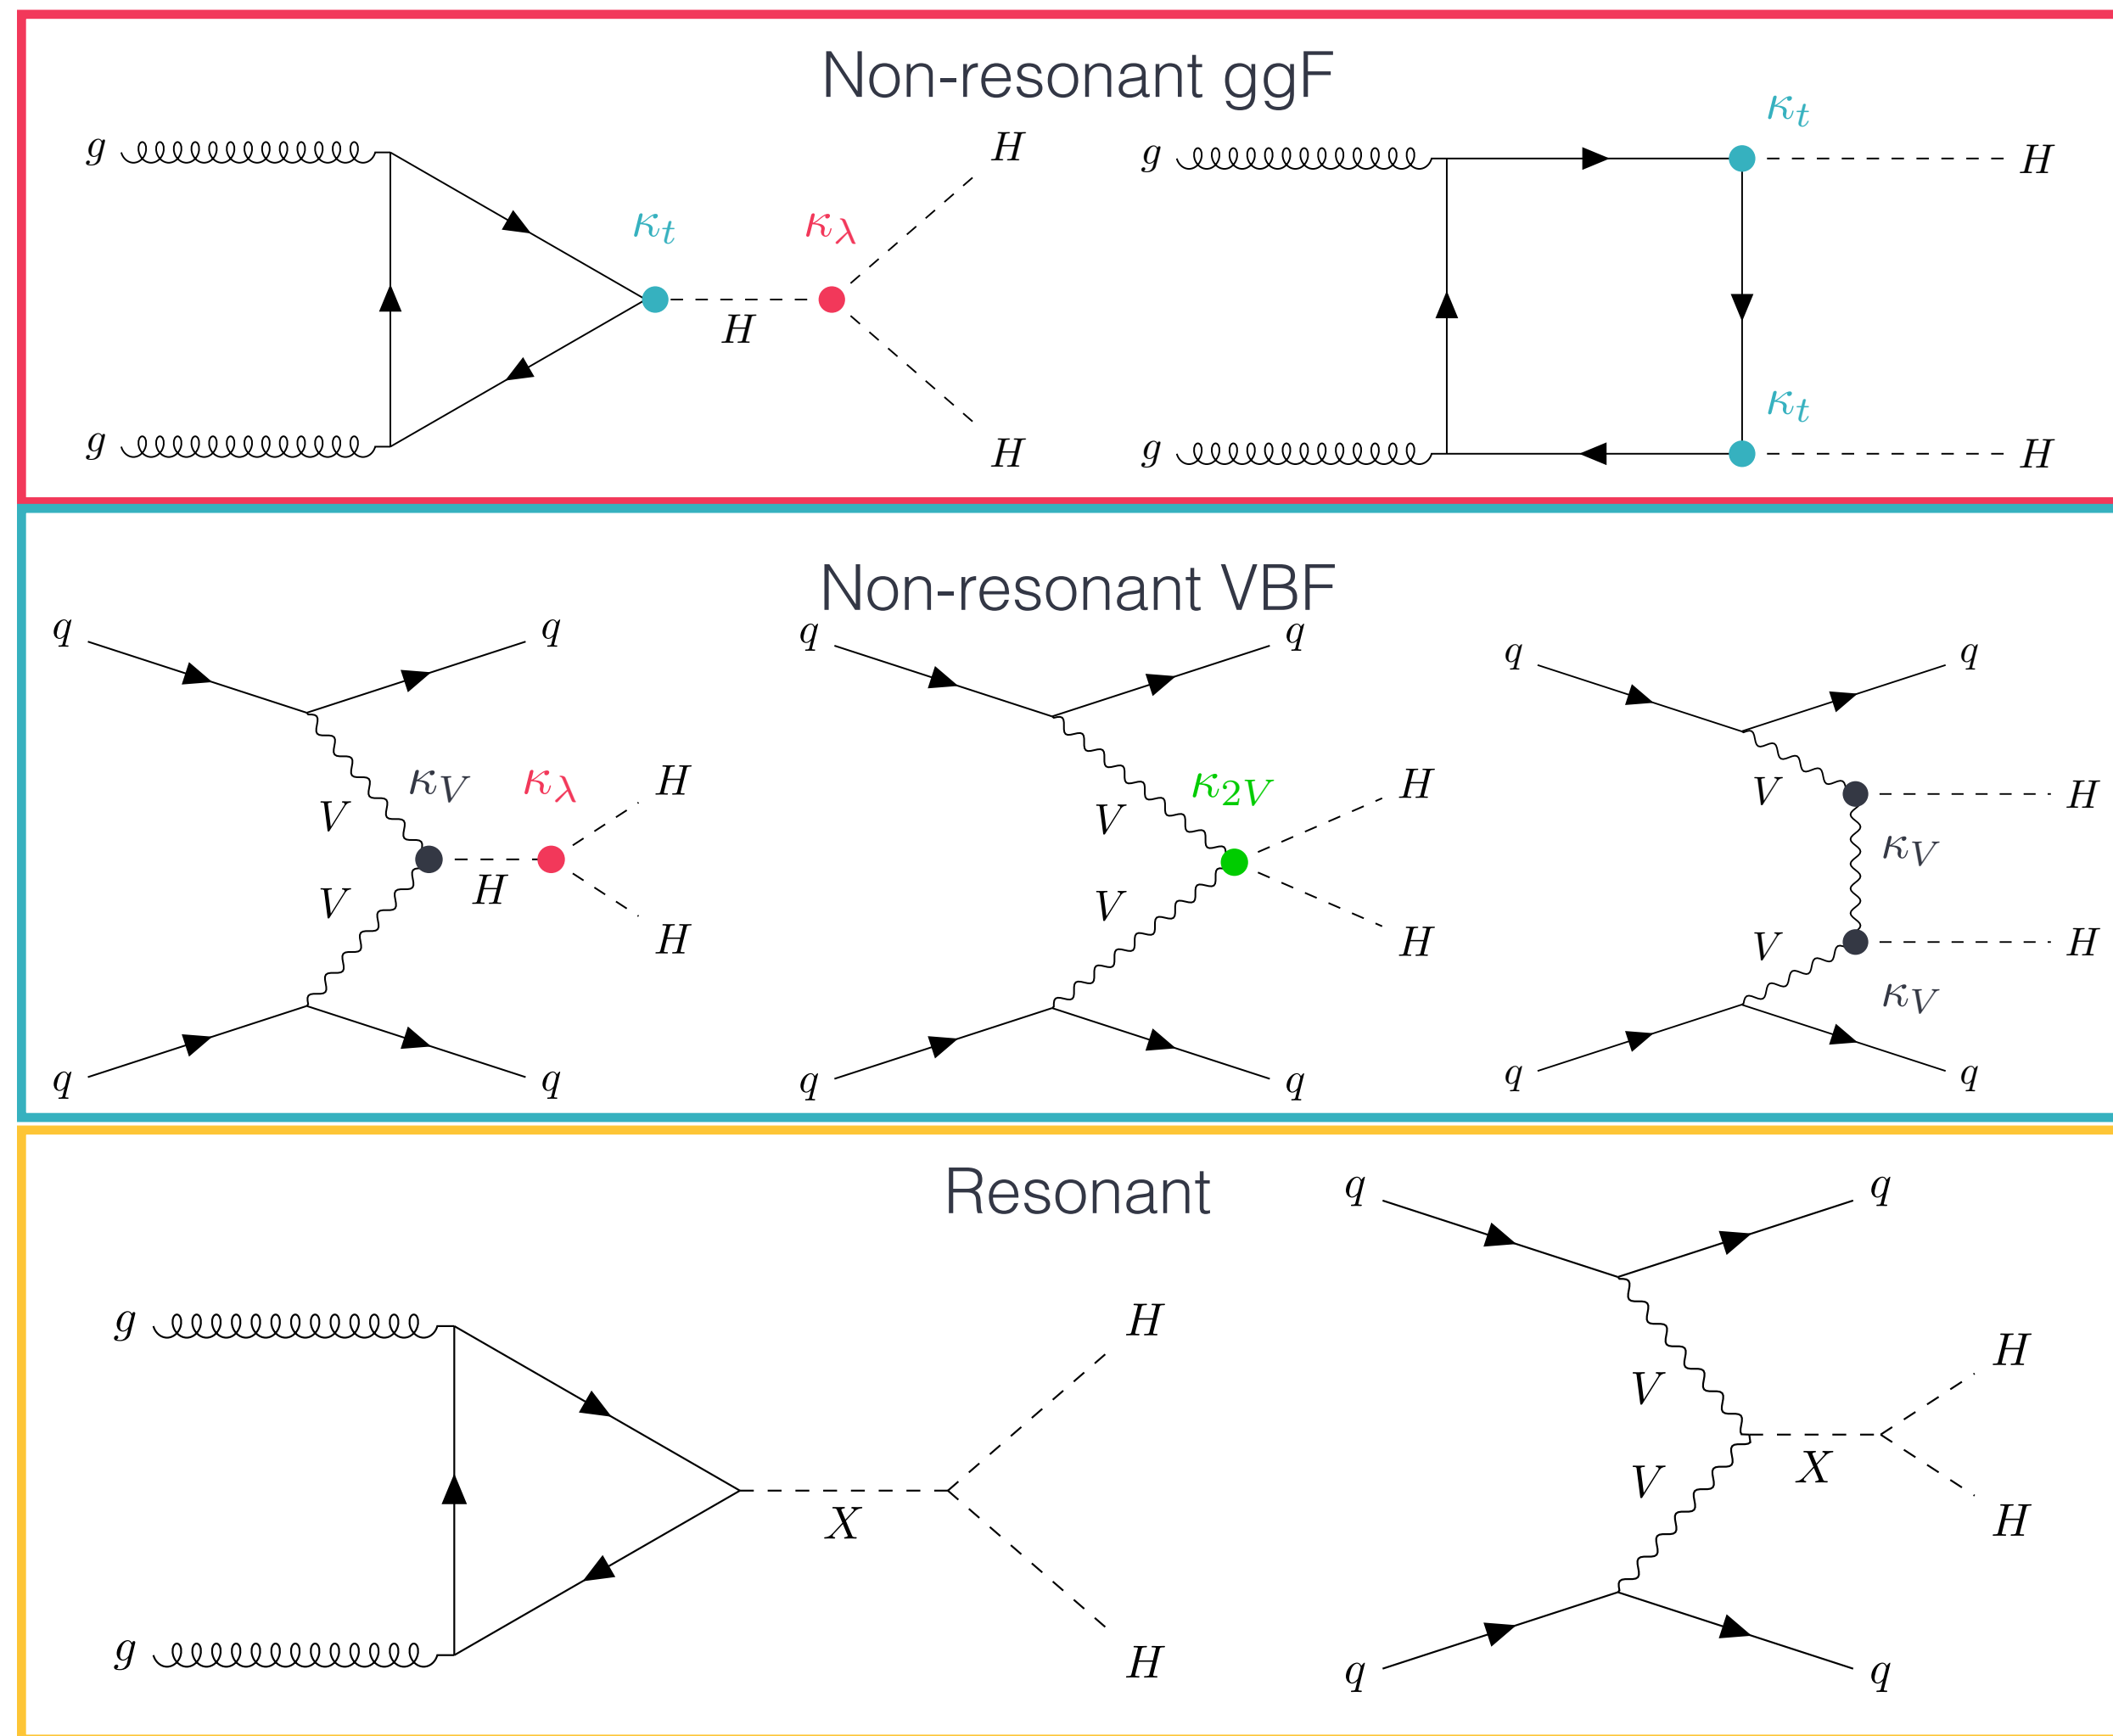 Non-resonant ggF
g
g
κt
H
κλ
H
H
g
g
κt
κt
H
H
Non-resonant VBF
q
q
q
q
V
V
κV
H
κλ
H
H
q
q
q
q
V
V
κ2V
H
H
q
q
q
q
V
V
κV
κV
H
H
Resonant
g
g
X
H
H
q
q
q
q
V
V
X
H
H